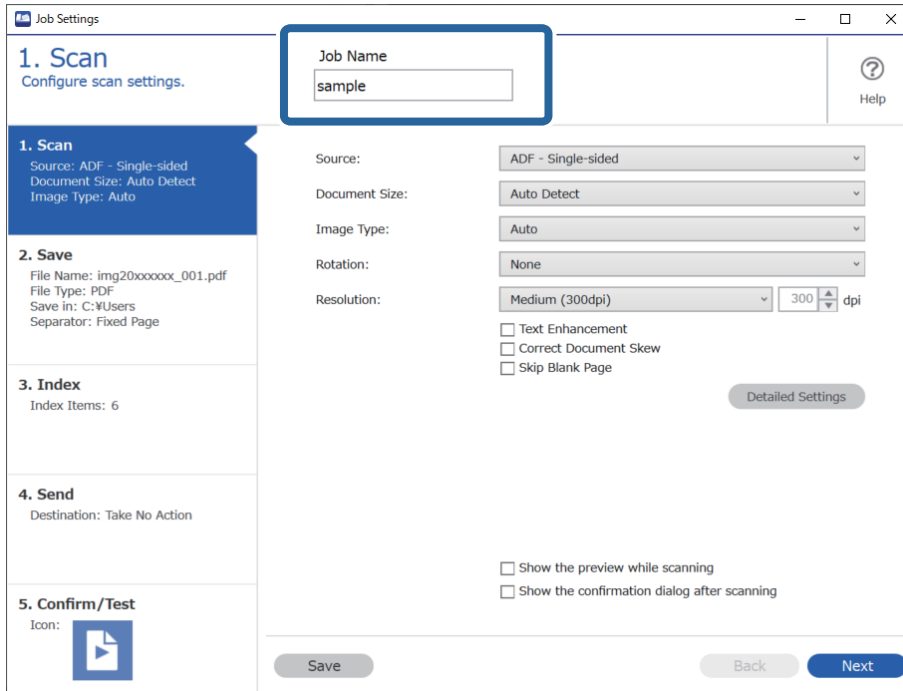 Job Settings
1. Scan
Configure scan settings.
Job Name
sample
Help
1. Scan
Source: ADF - Single-sided
Document Size: Auto Detect
Image Type: Auto
2. Save
File Name: img20xxxxxx_001.pdf
File Type: PDF
Save in: C:¥Users
Separator: Fixed Page
3. Index
Index Items: 6
4. Send
Destination: Take No Action
5. Confirm/Test
Icon:
Source: ADF - Single-sided
Document Size: Auto Detect
Image Type: Auto
Rotation: None
Resolution: Medium (300dpi) 300 dpi
Text Enhancement
Correct Document Skew
Skip Blank Page
Detailed Settings
Show the preview while scanning
Show the confirmation dialog after scanning
Save Back Next